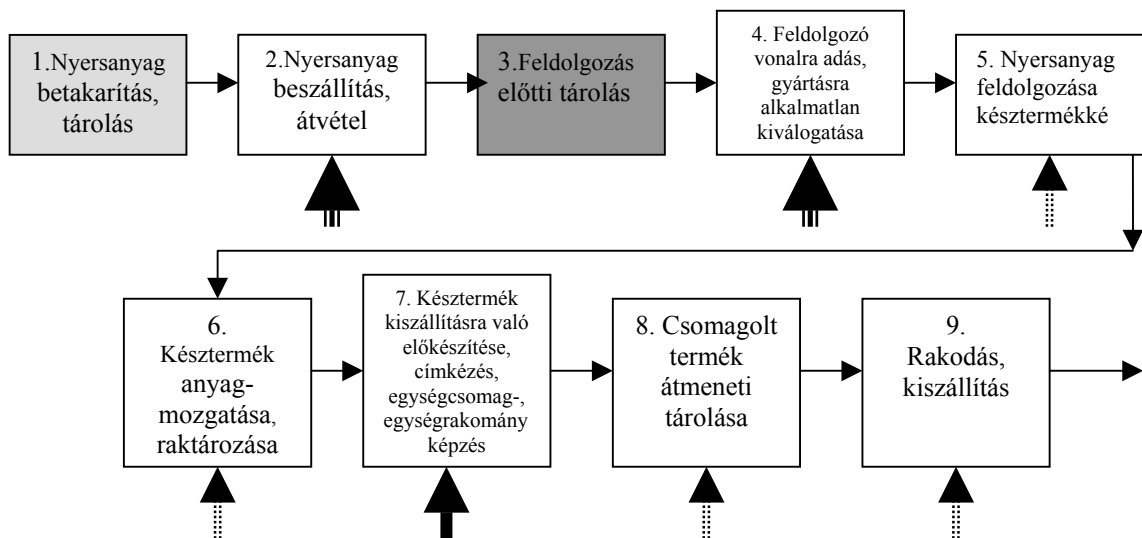 1.Nyersanyag
betakarítás,
tárolás
2.Nyersanyag
beszállítás,
átvétel
3.Feldolgozás
előtti tárolás
4. Feldolgozó
vonalra adás,
gyártásra
alkalmatlan
kiválogatása
5. Nyersanyag
feldolgozása
késztermékké
6.
Késztermék
anyag-
mozgatása,
raktározása
7. Késztermék
kiszállításra való
előkészítése,
címkézés,
egységcsomag-,
egységrakomány
képzés
8. Csomagolt
termék
átmeneti
tárolása
9.
Rakodás,
kiszállítás